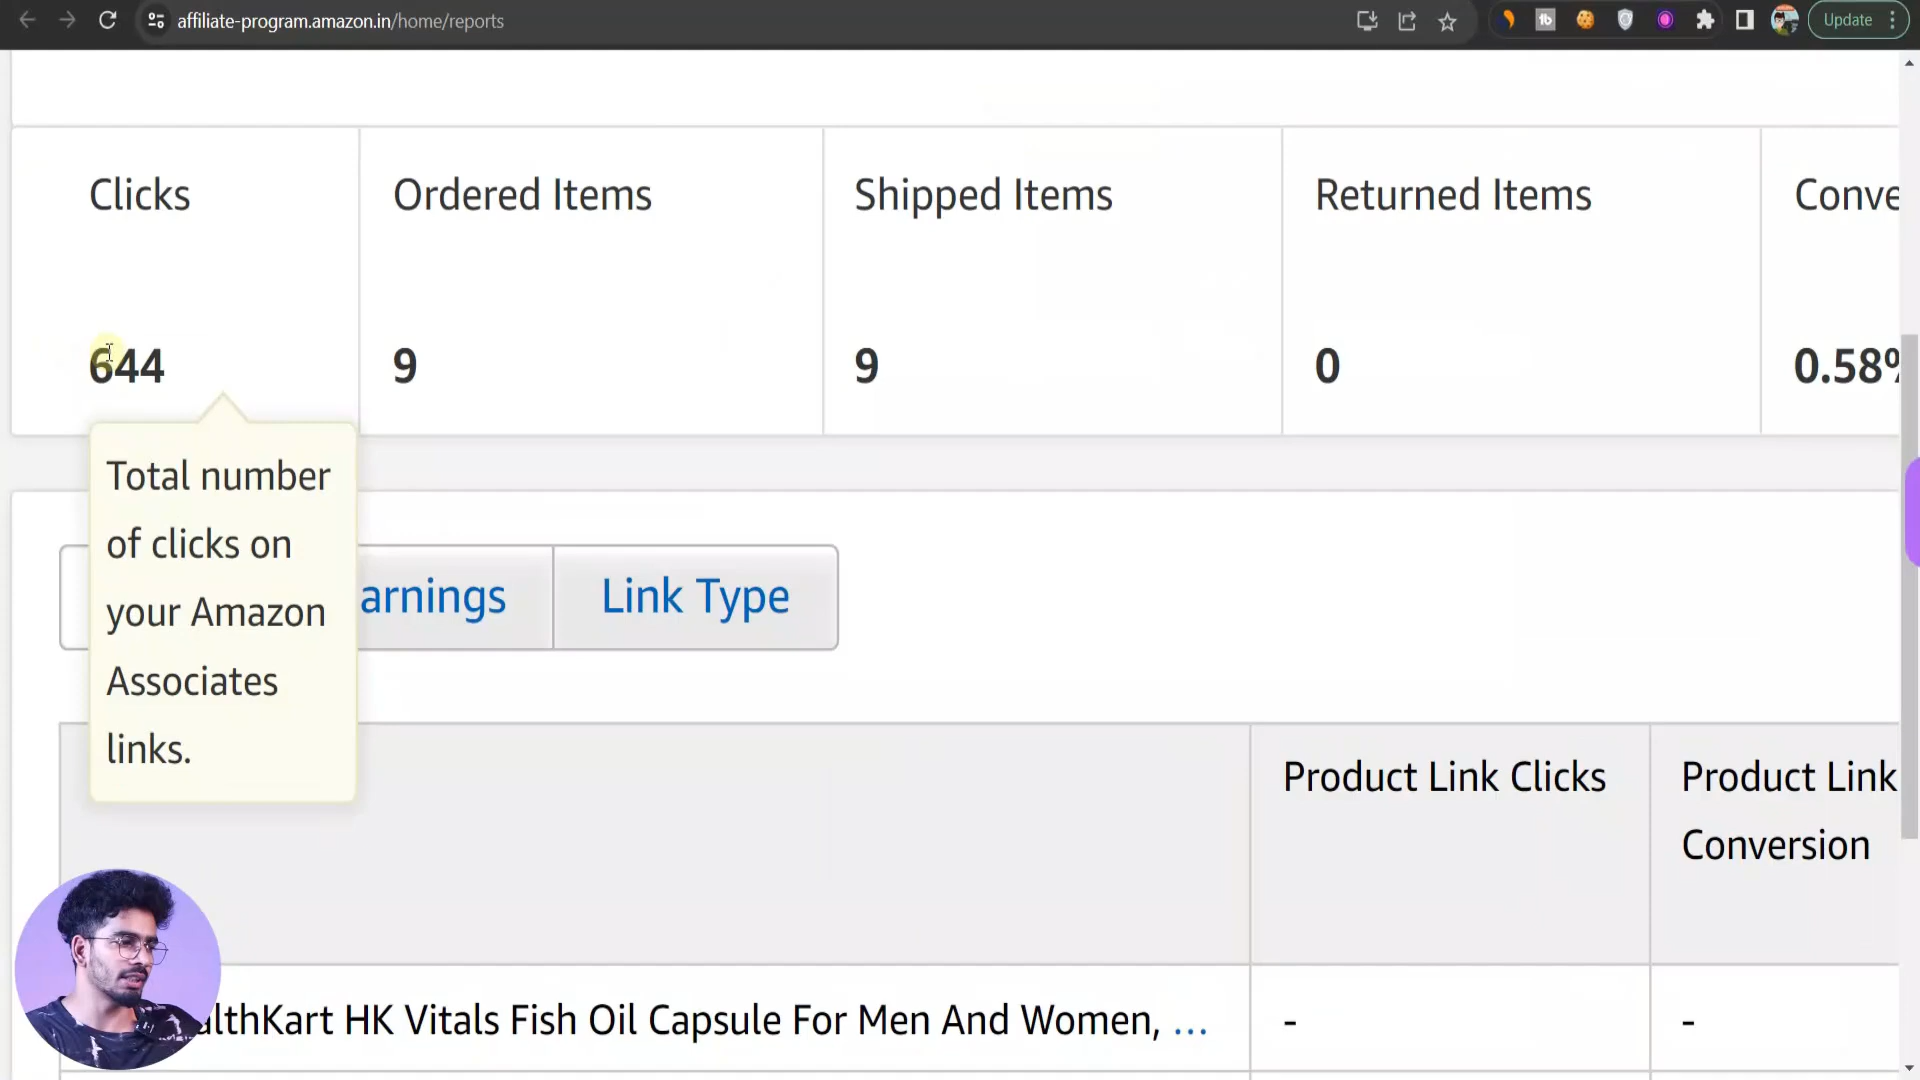 affiliate-program.amazon.in/home/reports
Update
Clicks
Ordered Items
Shipped Items
Returned Items
Conve
644
9
9
0
0.58%
Total number
of clicks on
your Amazon
Associates
links.
arnings
Link Type
Product Link Clicks
Product Link
Conversion
althKart HK Vitals Fish Oil Capsule For Men And Women, ...
-
-